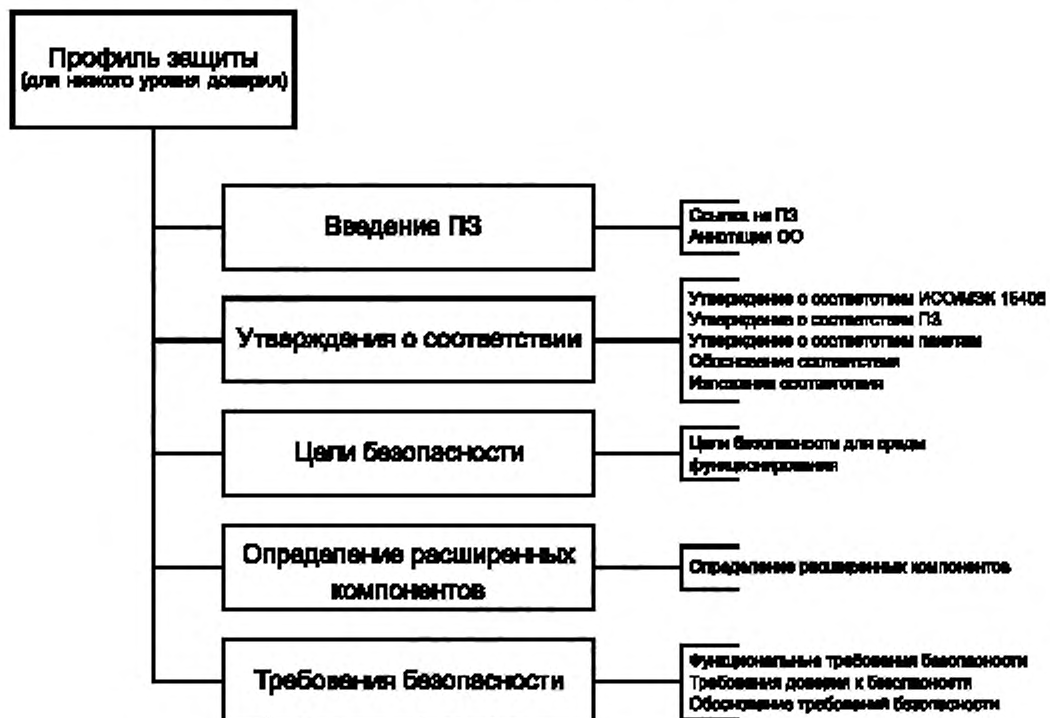 Профиль защиты
(для низкого уровня доверия)
Введение ПЗ
Ссылка на ПЗ
Аннотация ОО
Утверждения о соответствии
Утверждение о соответствии ИСО/МЭК 15408
Утверждение о соответствии ПЗ
Утверждение о соответствии пакетам
Обоснование соответствия
Изложение соответствия
Цели безопасности
Цели безопасности для среды
функционирования
Определение расширенных
компонентов
Определение расширенных компонентов
Требования безопасности
Функциональные требования безопасности
Требования доверия к безопасности
Обоснование требований безопасности